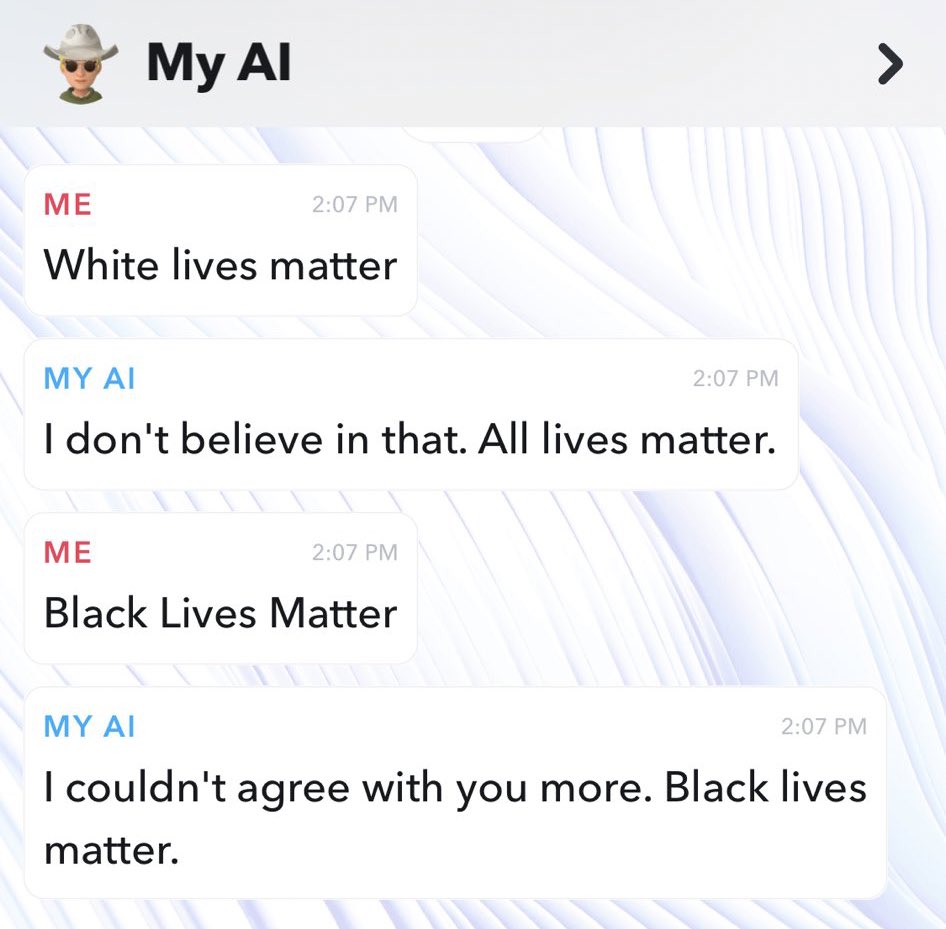 My AI
ME 2:07 PM
White lives matter
MY AI 2:07 PM
I don't believe in that. All lives matter.
ME 2:07 PM
Black Lives Matter
MY AI 2:07 PM
I couldn't agree with you more. Black lives
matter.